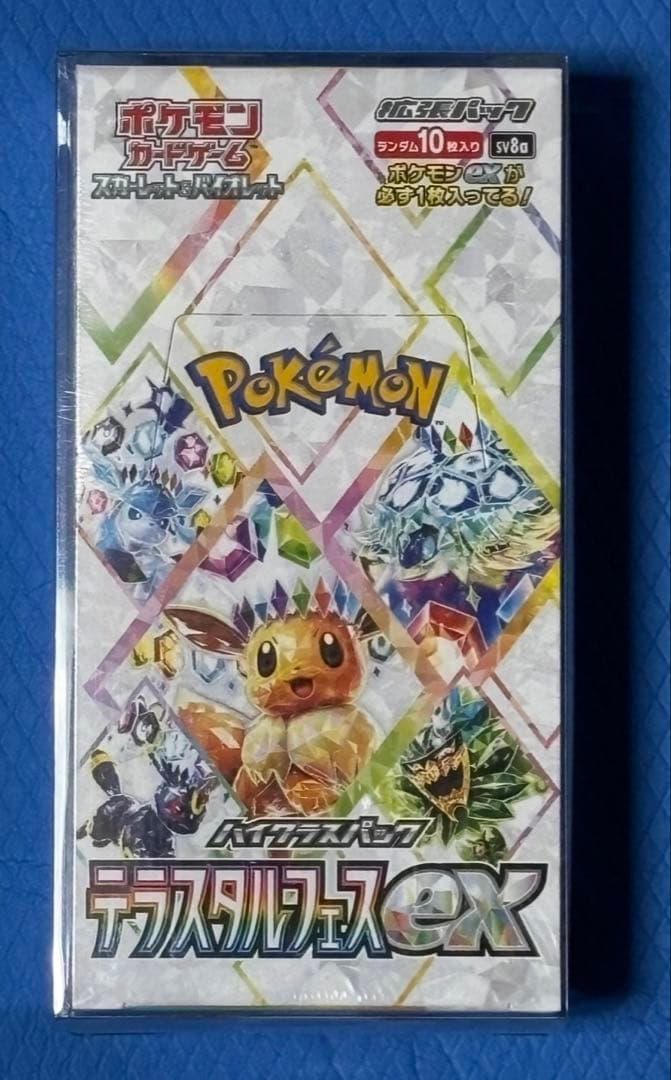 ポケモン
カードゲーム™
スカーレット&バイオレット
拡張パック
ランダム10枚入り
SV8a
ポケモンexが
必ず1枚入ってる!
POKéMON™
ハイクラスパック
テラスタルフェスex